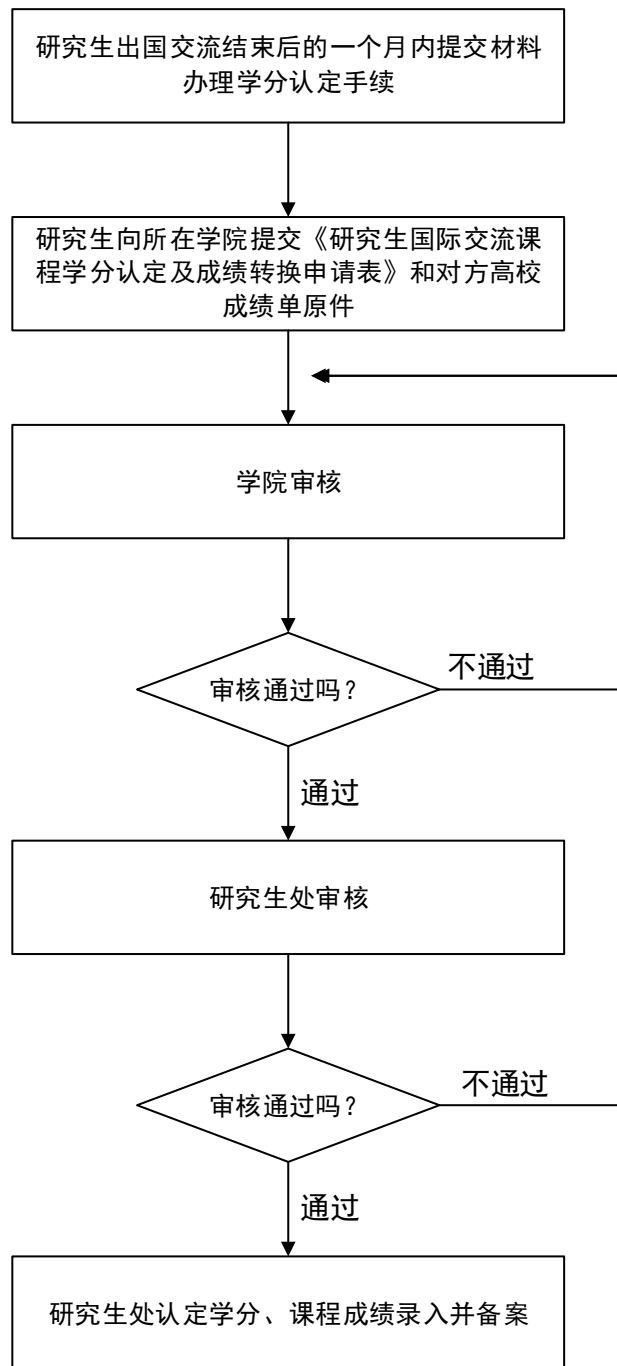 研究生出国交流结束后的一个月内提交材料
办理学分认定手续
研究生向所在学院提交《研究生国际交流课
程学分认定及成绩转换申请表》和对方高校
成绩单原件
学院审核
审核通过吗？
不通过
通过
研究生处审核
审核通过吗？
不通过
通过
研究生处认定学分、课程成绩录入并备案